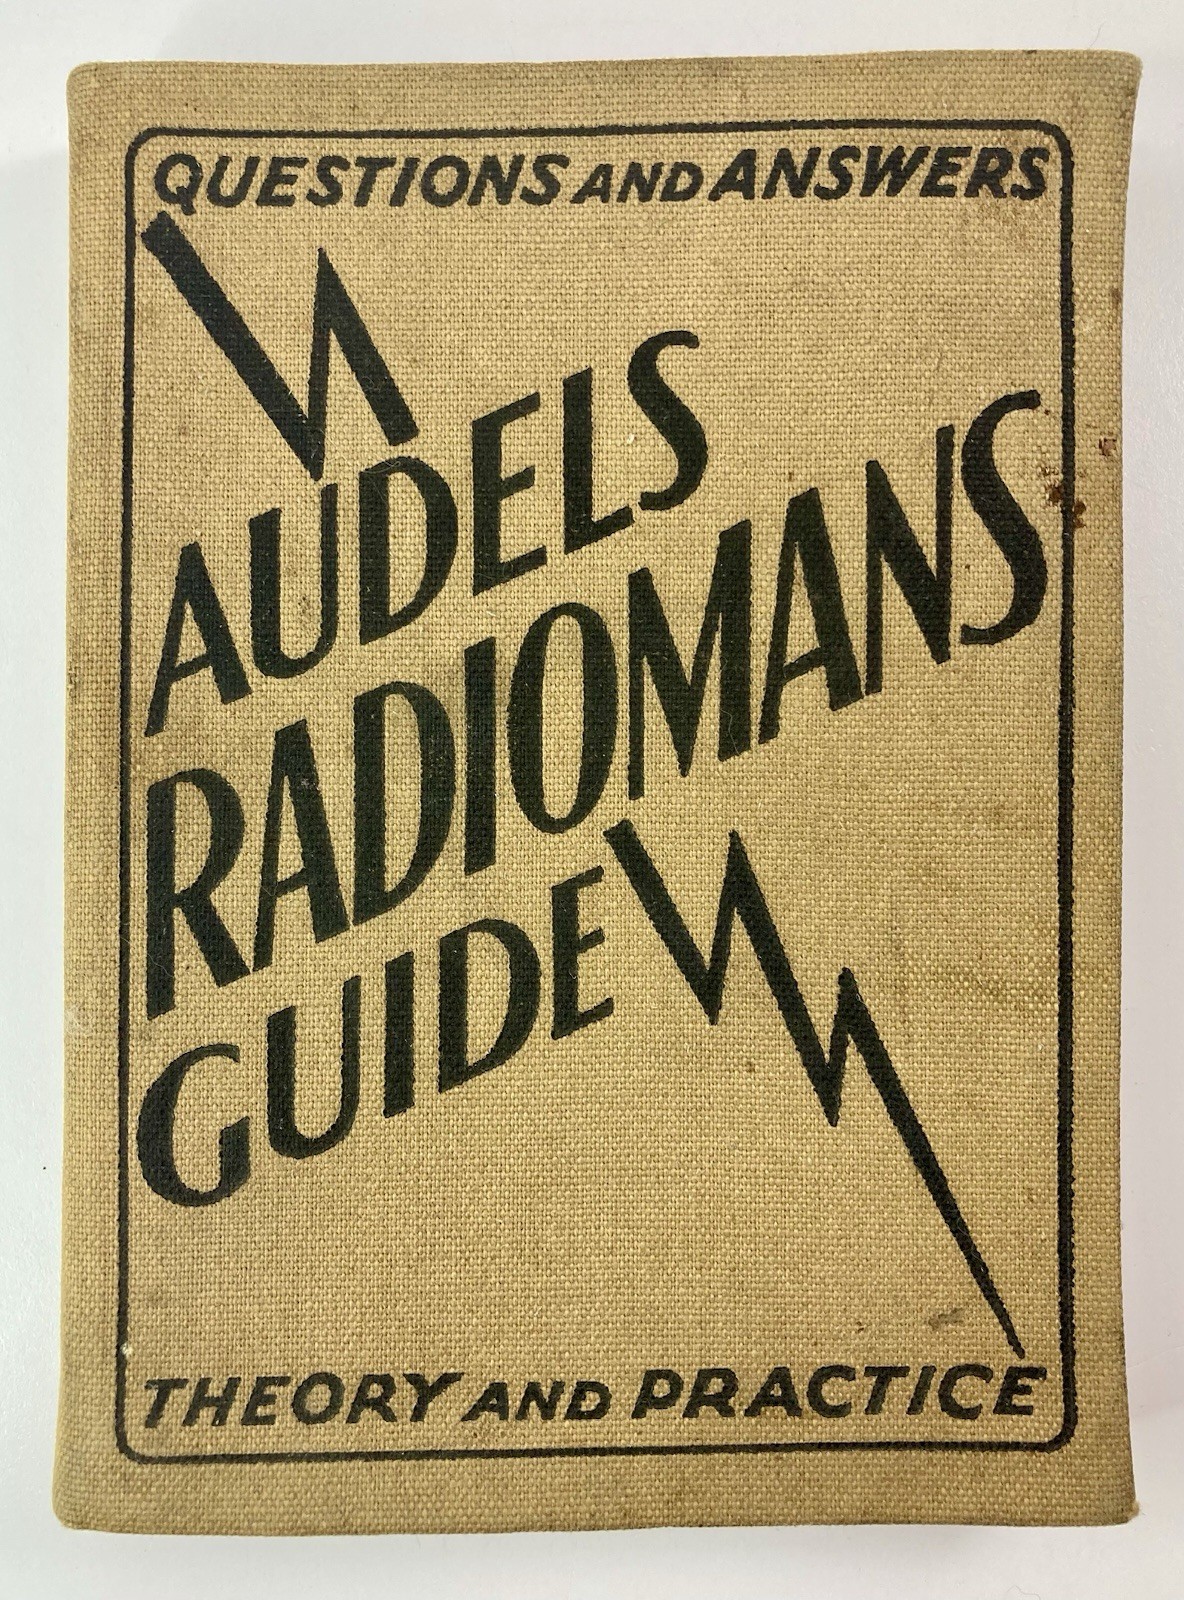 QUESTIONS AND ANSWERS
AUDELS
RADIOMANS
GUIDE
THEORY AND PRACTICE